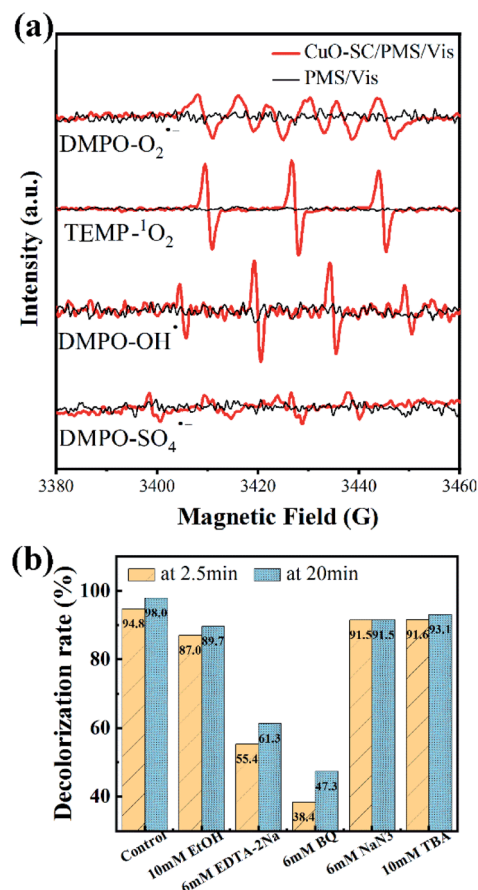 (a)
CuO-SC/PMS/Vis
PMS/Vis
DMPO-O₂•−
TEMP-¹O₂
DMPO-OH•
DMPO-SO₄•−
Intensity (a.u.)
3380 3400 3420 3440 3460
Magnetic Field (G)
(b)
at 2.5min at 20min
Decolorization rate (%)
100
80
60
40
94.8 98.0 87.0 89.7 55.4 61.3 38.4 47.3 91.5 91.5 91.6 93.1
Control 10mM EtOH 6mM EDTA-2Na 6mM BQ 6mM NaN3 10mM TBA